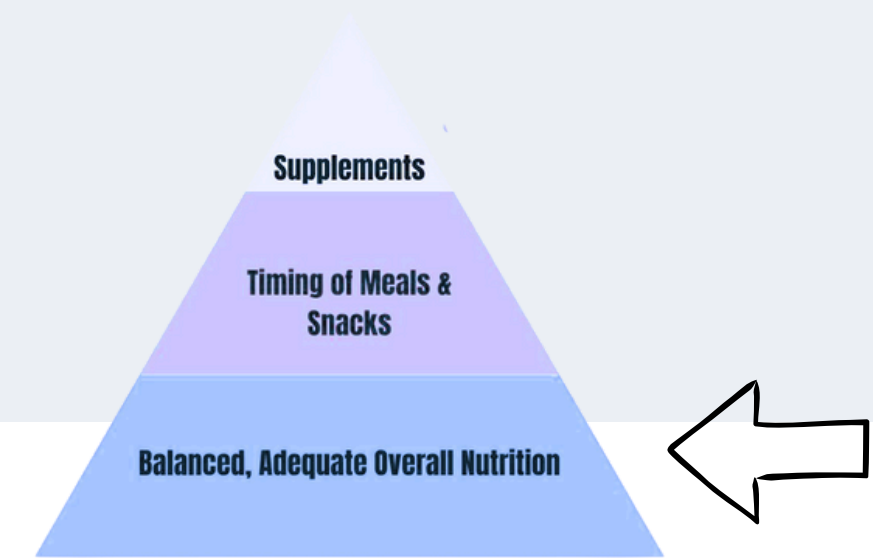 Supplements
Timing of Meals &
Snacks
Balanced, Adequate Overall Nutrition